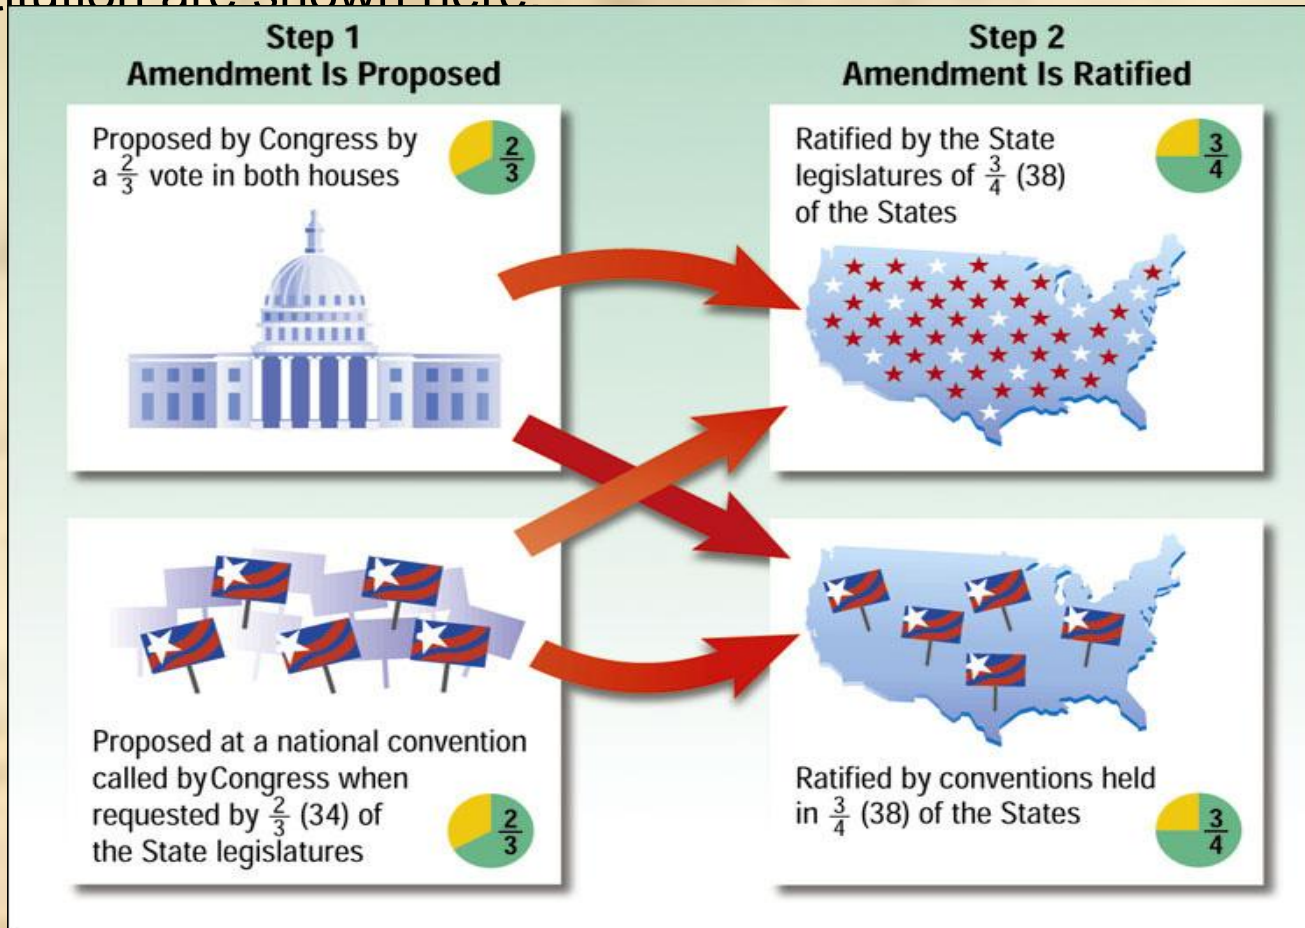 are shown here
Step 1
Amendment Is Proposed
Proposed by Congress by
a 2/3 vote in both houses
2/3
Proposed at a national convention
called by Congress when
requested by 2/3 (34) of
the State legislatures
2/3
Step 2
Amendment Is Ratified
Ratified by the State
legislatures of 3/4 (38)
of the States
3/4
Ratified by conventions held
in 3/4 (38) of the States
3/4